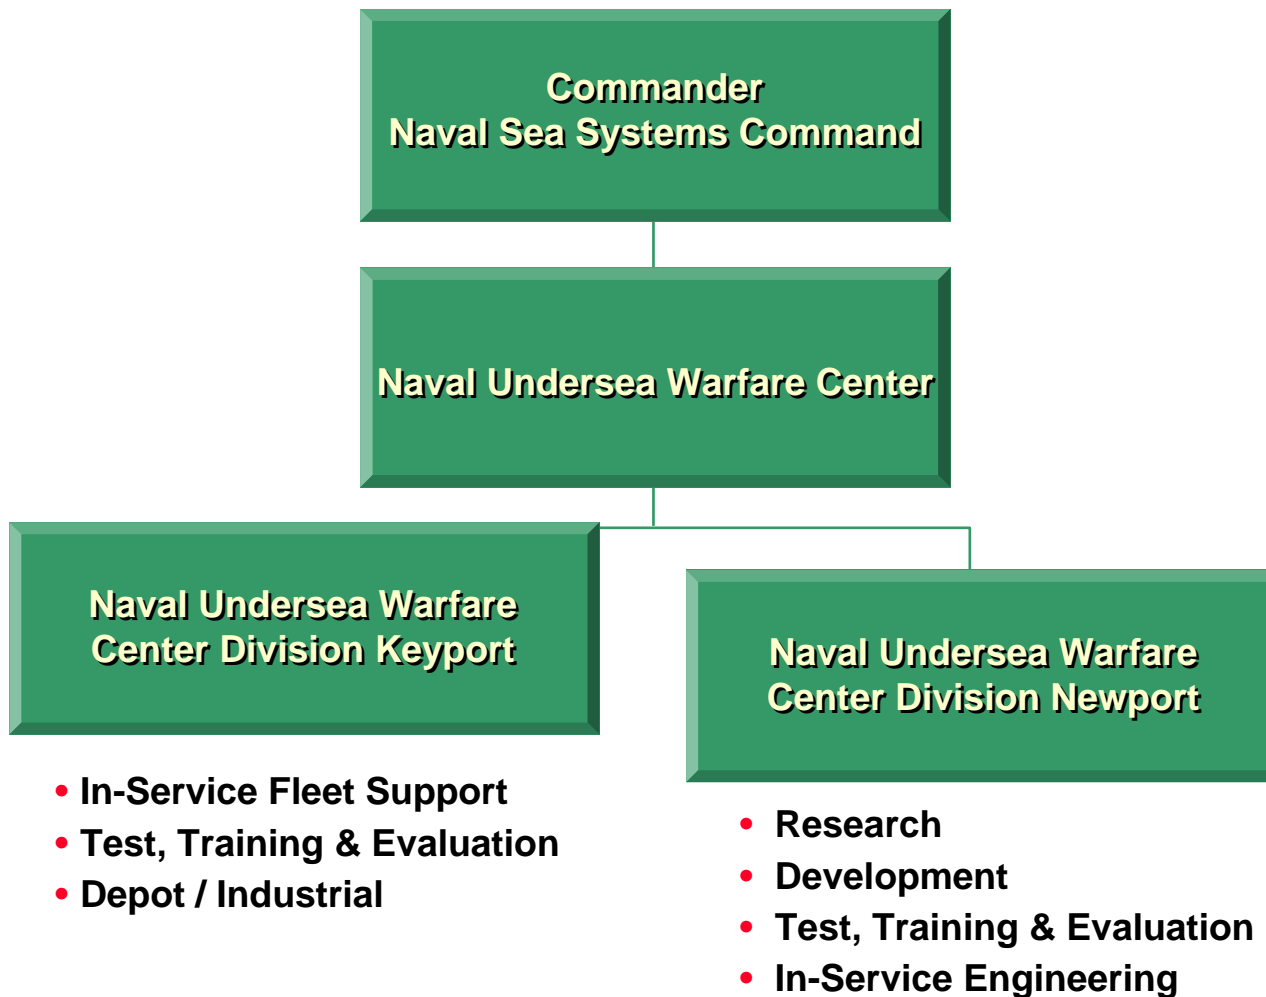 Commander
Naval Sea Systems Command
Naval Undersea Warfare Center
Naval Undersea Warfare
Center Division Keyport
• In-Service Fleet Support
• Test, Training & Evaluation
• Depot / Industrial
Naval Undersea Warfare
Center Division Newport
• Research
• Development
• Test, Training & Evaluation
• In-Service Engineering